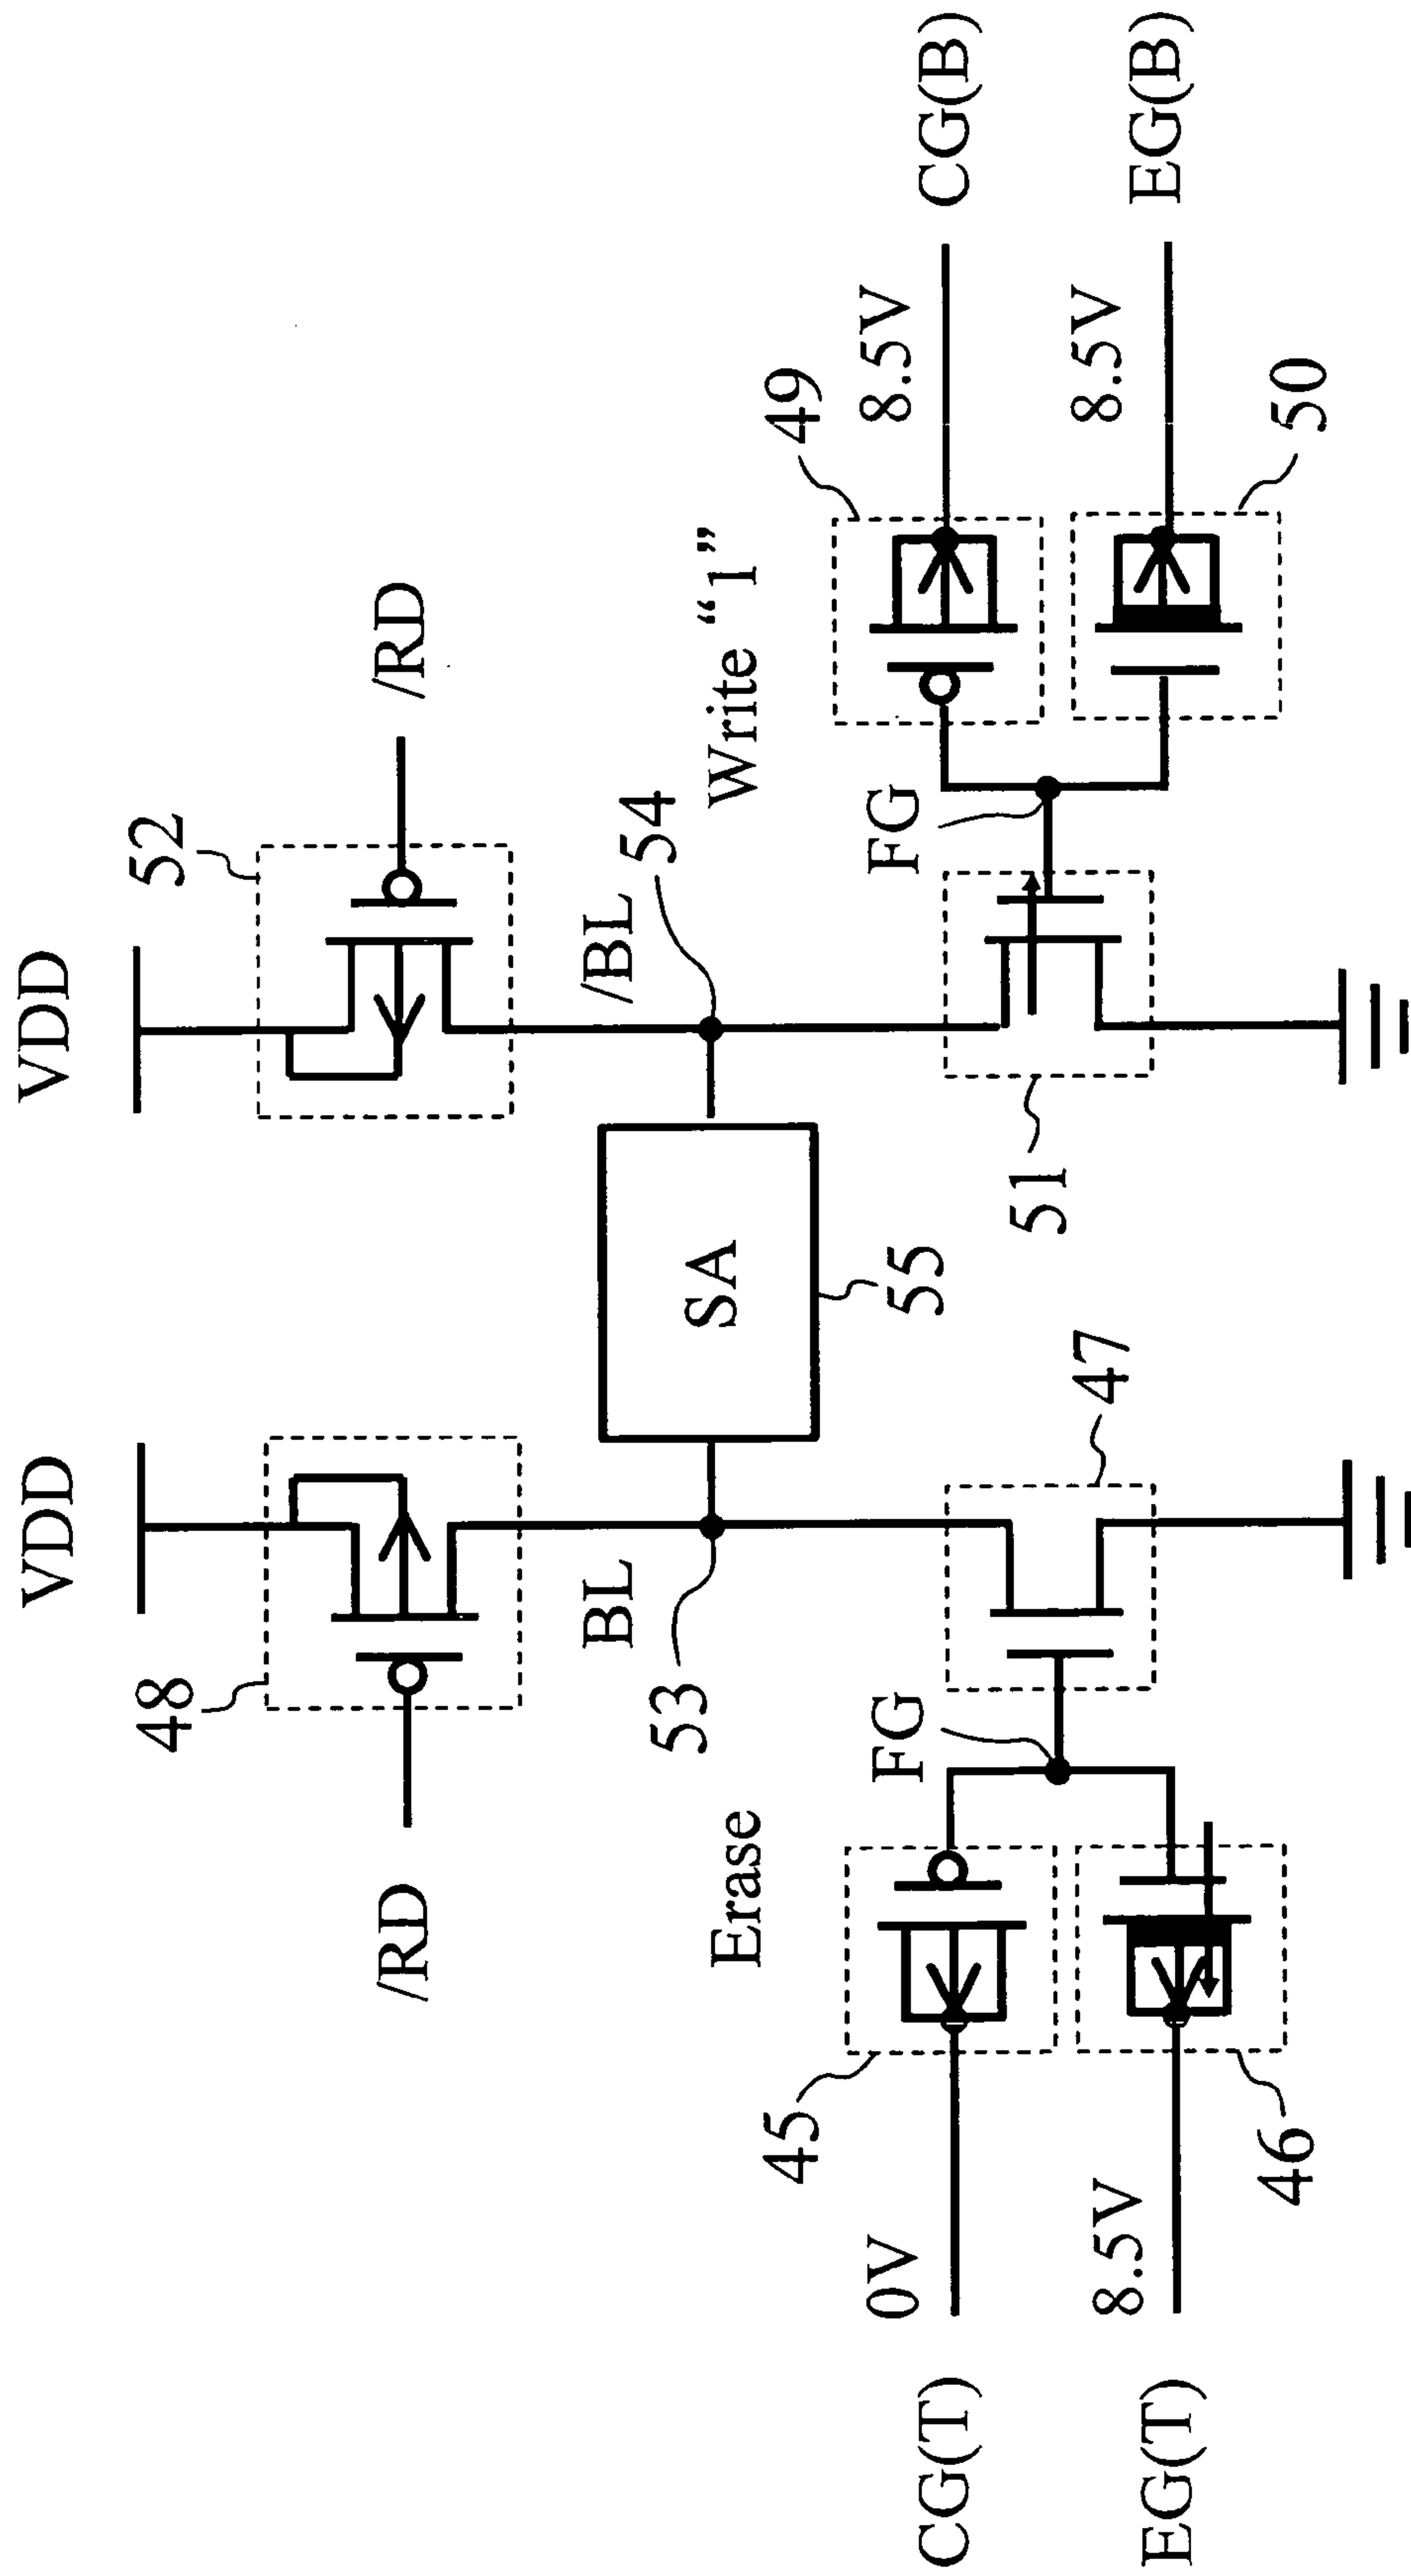 VDD
VDD
48
52
/RD
/RD
BL
/BL
53
54
Erase
Write “1”
SA
55
45
49
0V
FG
FG
8.5V
CG(T)
CG(B)
47
51
8.5V
8.5V
EG(T)
EG(B)
46
50